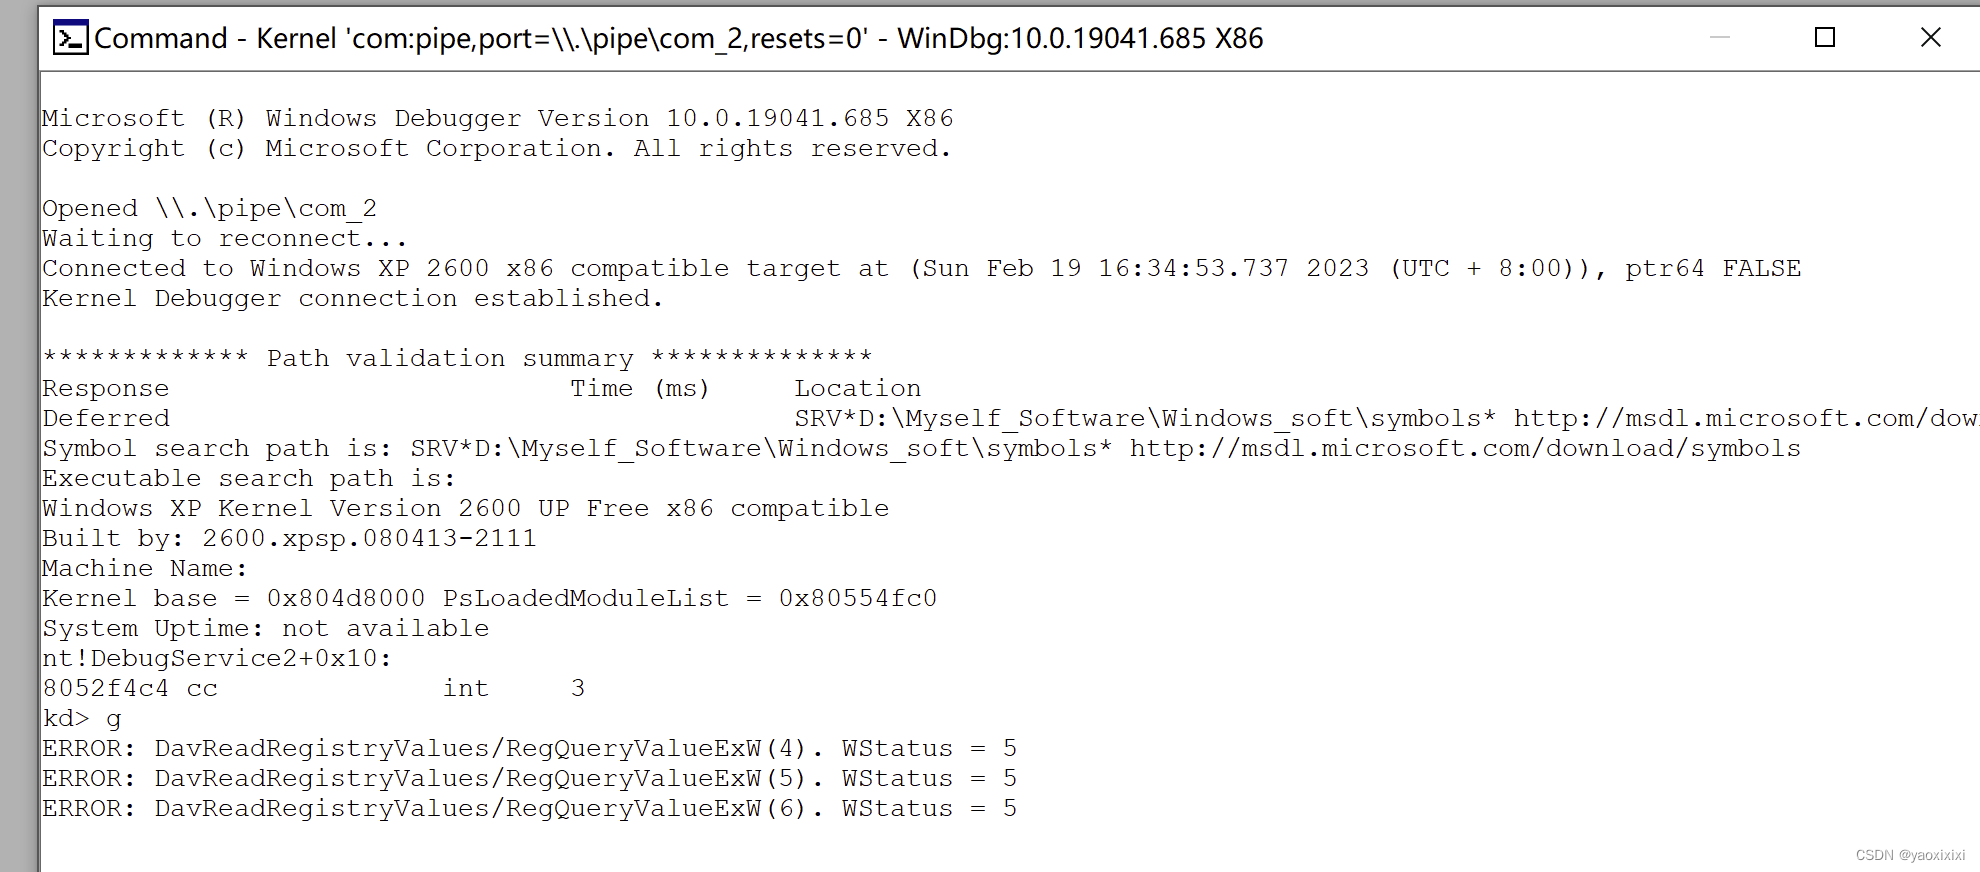 Command - Kernel 'com:pipe,port=\\.\pipe\com_2,resets=0' - WinDbg:10.0.19041.685 X86
Microsoft (R) Windows Debugger Version 10.0.19041.685 X86
Copyright (c) Microsoft Corporation. All rights reserved.
Opened \\.\pipe\com_2
Waiting to reconnect...
Connected to Windows XP 2600 x86 compatible target at (Sun Feb 19 16:34:53.737 2023 (UTC + 8:00)), ptr64 FALSE
Kernel Debugger connection established.
************* Path validation summary **************
Response                         Time (ms)     Location
Deferred                                       SRV*D:\Myself_Software\Windows_soft\symbols* http://msdl.microsoft.com/dow
Symbol search path is: SRV*D:\Myself_Software\Windows_soft\symbols* http://msdl.microsoft.com/download/symbols
Executable search path is:
Windows XP Kernel Version 2600 UP Free x86 compatible
Built by: 2600.xpsp.080413-2111
Machine Name:
Kernel base = 0x804d8000 PsLoadedModuleList = 0x80554fc0
System Uptime: not available
nt!DebugService2+0x10:
8052f4c4 cc              int     3
kd> g
ERROR: DavReadRegistryValues/RegQueryValueExW(4). WStatus = 5
ERROR: DavReadRegistryValues/RegQueryValueExW(5). WStatus = 5
ERROR: DavReadRegistryValues/RegQueryValueExW(6). WStatus = 5
CSDN @yaoxixixi